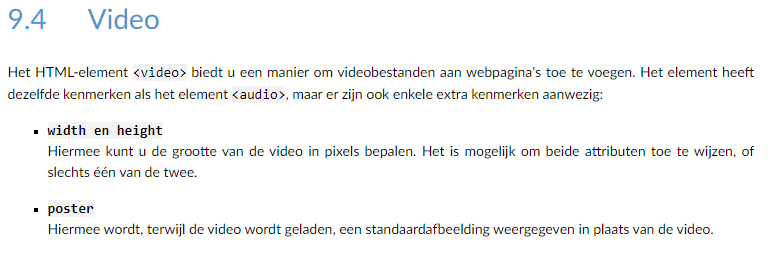 9.4 Video
Het HTML-element <video> biedt u een manier om videobestanden aan webpagina's toe te voegen. Het element heeft
dezelfde kenmerken als het element <audio>, maar er zijn ook enkele extra kenmerken aanwezig:
▪ width en height
Hiermee kunt u de grootte van de video in pixels bepalen. Het is mogelijk om beide attributen toe te wijzen, of
slechts één van de twee.
▪ poster
Hiermee wordt, terwijl de video wordt geladen, een standaardafbeelding weergegeven in plaats van de video.